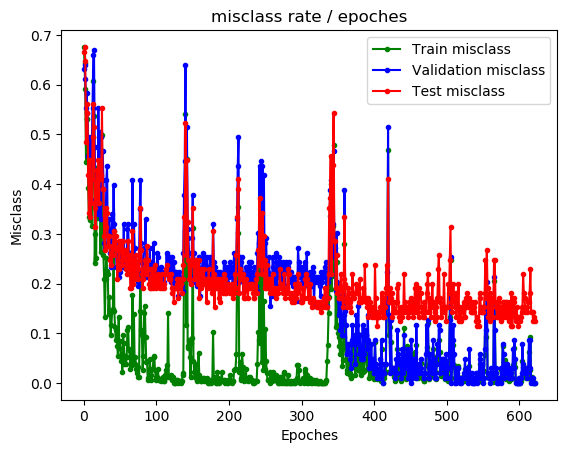 misclass rate / epoches
Train misclass
Validation misclass
Test misclass
Misclass
0.7
0.6
0.5
0.4
0.3
0.2
0.1
0.0
0 100 200 300 400 500 600
Epoches